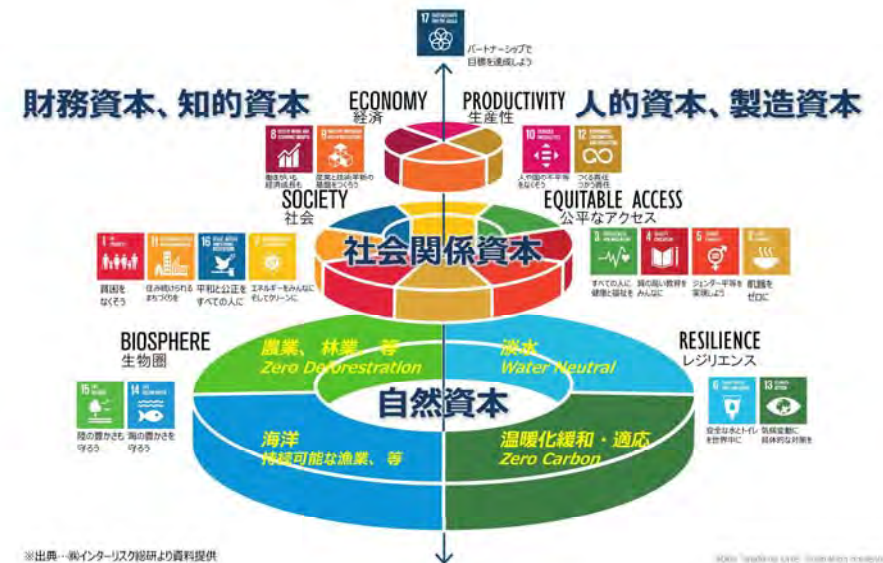 17
パートナーシップで
目標を達成しよう
財務資本、知的資本
ECONOMY
経済
PRODUCTIVITY
生産性
人的資本、製造資本
8
9
10
12
働きがいも
経済成長も
産業と技術革新の
基盤をつくろう
人や国の不平等
をなくそう
つくる責任
つかう責任
SOCIETY
社会
EQUITABLE ACCESS
公平なアクセス
社会関係資本
1
11
16
7
3
4
5
2
貧困を
なくそう
住み続けられる
まちづくりを
平和と公正を
すべての人に
エネルギーをみんなに
そしてクリーンに
すべての人に
健康と福祉を
質の高い教育を
みんなに
ジェンダー平等を
実現しよう
飢餓を
ゼロに
BIOSPHERE
生物圏
RESILIENCE
レジリエンス
農業、 林業 等
Zero Deforestration
淡水
Water Neutral
自然資本
15
14
6
13
陸の豊かさも
守ろう
海の豊かさを
守ろう
安全な水とトイレ
を世界中に
気候変動に
具体的な対策を
海洋
持続可能な漁業、等
温暖化緩和・適応
Zero Carbon
※出典…㈱インターリスク総研より資料提供